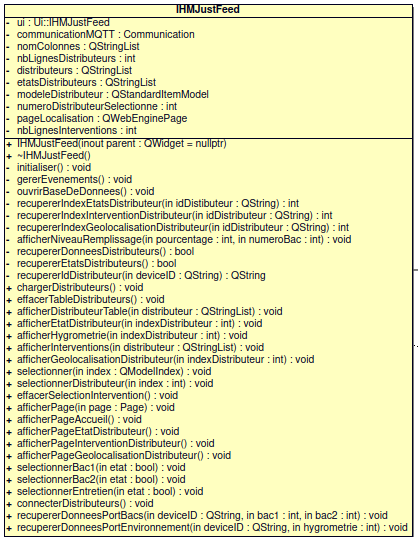 IHMJustFeed
- ui : Ui::IHMJustFeed
- communicationMQTT : Communication
- nomColonnes : QStringList
- nbLignesDistributeurs : int
- distributeurs : QStringList
- etatsDistributeurs : QStringList
- modeleDistributeur : QStandardItemModel
- numeroDistributeurSelectionne : int
- pageLocalisation : QWebEnginePage
- nbLignesInterventions : int
+ IHMJustFeed(inout parent : QWidget = nullptr)
+ ~IHMJustFeed()
- initialiser() : void
- gererEvenements() : void
- ouvrirBaseDeDonnees() : void
- recupererIndexEtatsDistributeur(in idDistibuteur : QString) : int
- recupererIndexInterventionDistributeur(in idDistributeur : QString) : int
- recupererIndexGeolocalisationDistributeur(in idDistributeur : QString) : int
- afficherNiveauRemplissage(in pourcentage : int, in numeroBac : int) : void
- recupererDonneesDistributeurs() : bool
- recupererEtatsDistributeurs() : bool
- recupererIdDistributeur(in deviceID : QString) : QString
+ chargerDistributeurs() : void
+ effacerTableDistributeurs() : void
+ afficherDistributeurTable(in distributeur : QStringList) : void
+ afficherEtatDistributeur(in indexDistributeur : int) : void
+ afficherHygrometrie(in indexDistributeur : int) : void
+ afficherInterventions(in distributeur : QStringList) : void
+ afficherGeolocalisationDistributeur(in indexDistributeur : int) : void
+ selectionner(in index : QModelIndex) : void
+ selectionnerDistributeur(in index : int) : void
+ effacerSelectionIntervention() : void
+ afficherPage(in page : Page) : void
+ afficherPageAccueil() : void
+ afficherPageEtatDistributeur() : void
+ afficherPageInterventionDistributeur() : void
+ afficherPageGeolocalisationDistributeur() : void
+ selectionnerBac1(in etat : bool) : void
+ selectionnerBac2(in etat : bool) : void
+ selectionnerEntretien(in etat : bool) : void
+ connecterDistributeurs() : void
+ recupererDonneesPortBacs(in deviceID : QString, in bac1 : int, in bac2 : int) : void
+ recupererDonneesPortEnvironnement(in deviceID : QString, in hygrometrie : int) : void